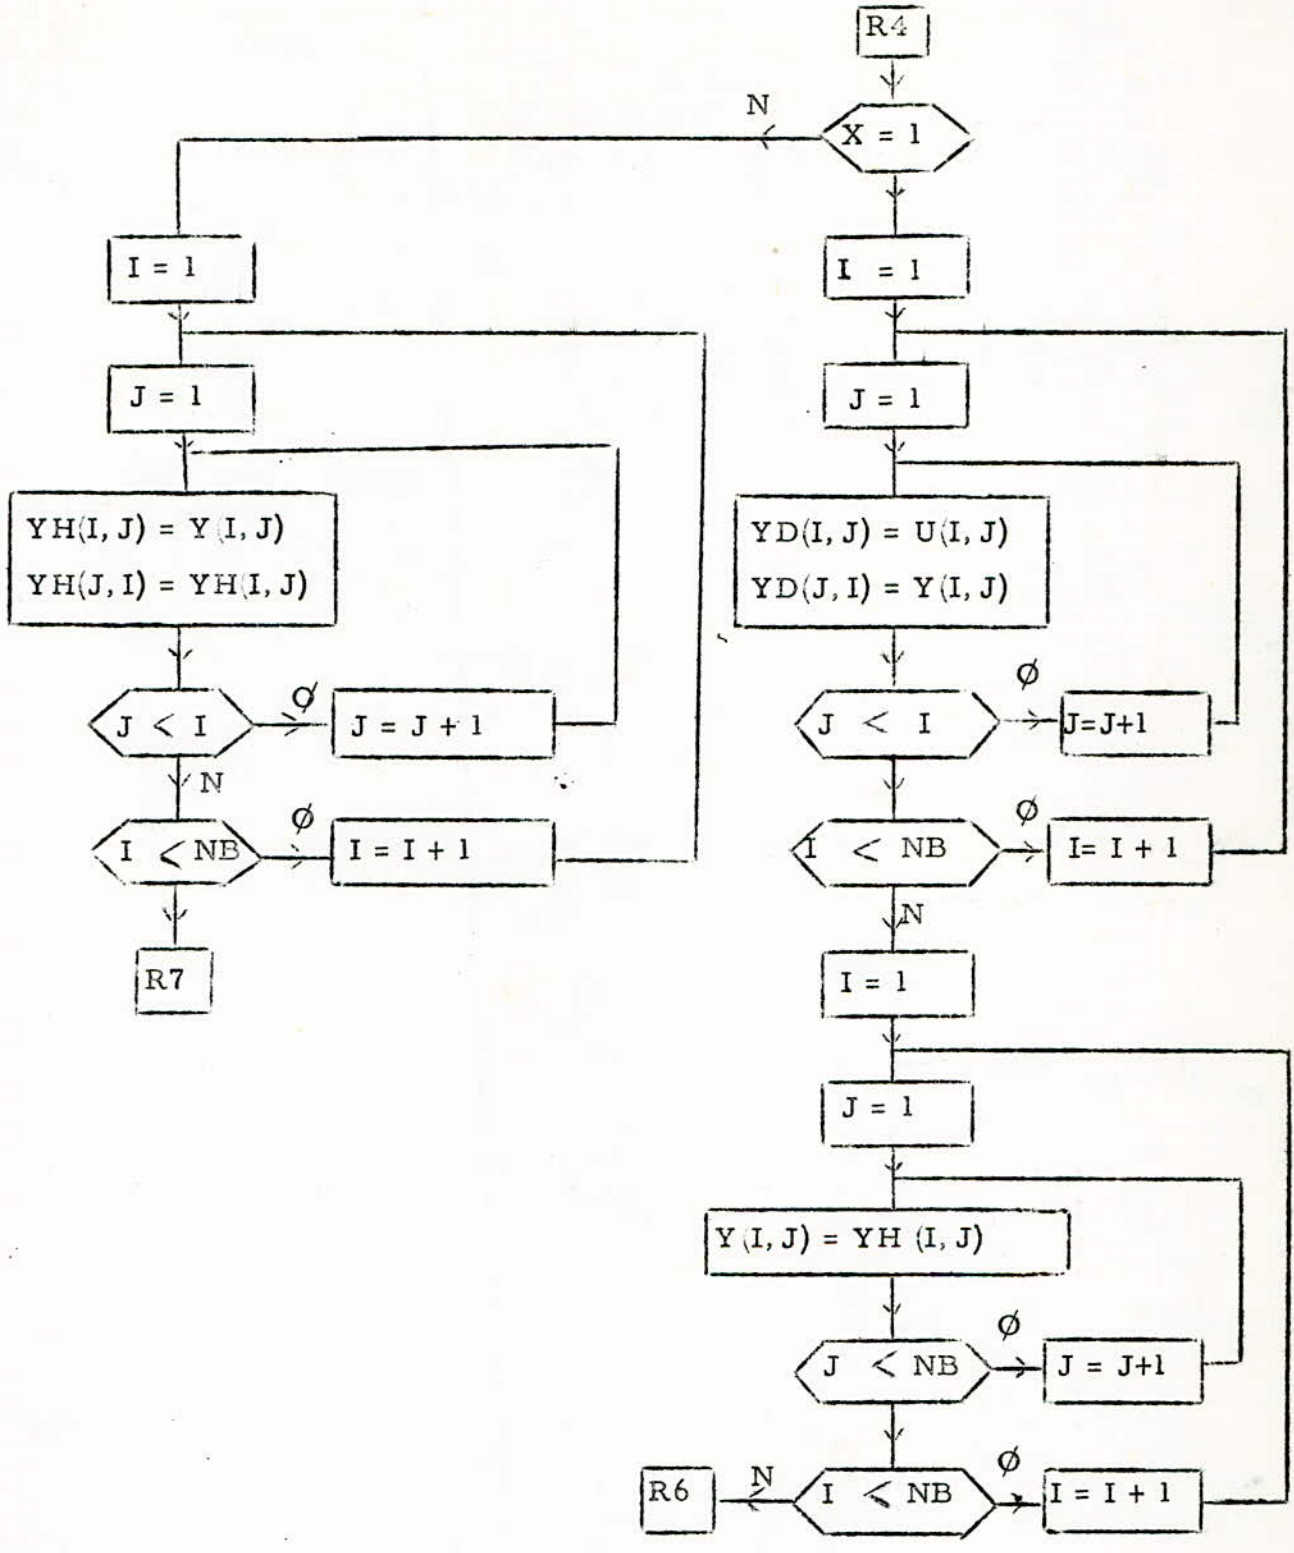 R4
N
X = 1
I = 1
J = 1
YH(I, J) = Y(I, J)
YH(J, I) = YH(I, J)
J < I
Ø
J = J + 1
N
I < NB
Ø
I = I + 1
R7
I = 1
J = 1
YD(I, J) = U(I, J)
YD(J, I) = Y(I, J)
J < I
Ø
J=J+1
I < NB
Ø
I= I + 1
N
I = 1
J = 1
Y(I, J) = YH (I, J)
J < NB
Ø
J = J+1
I < NB
Ø
I = I + 1
N
R6